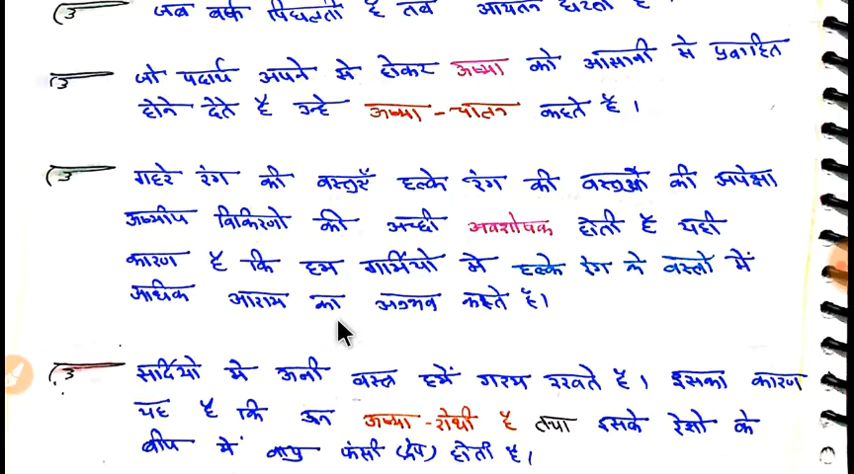 जब बर्फ पिघलती है तब आयतन घटता है
जो पदार्थ अपने से होकर ऊष्मा को आसानी से प्रवाहित
होने देते है उन्हे ऊष्मा-चालन कहते है।
गहरे रंग की वस्तुएँ हल्के रंग की वस्तुओं की अपेक्षा
ऊष्मीय विकिरणो की अच्छी अवशोषक होती है यही
कारण है कि हम गर्मियो मे हल्के रंग के वस्त्रो में
अधिक आराम का अनुभव करते है।
सर्दियो मे ऊनी वस्त्र हमें गरम रखते है। इसका कारण
यह है कि ऊन ऊष्मा-रोधी है तथा इसके रेशो के
बीच में वायु फंसी (ट्रेप) होती है।